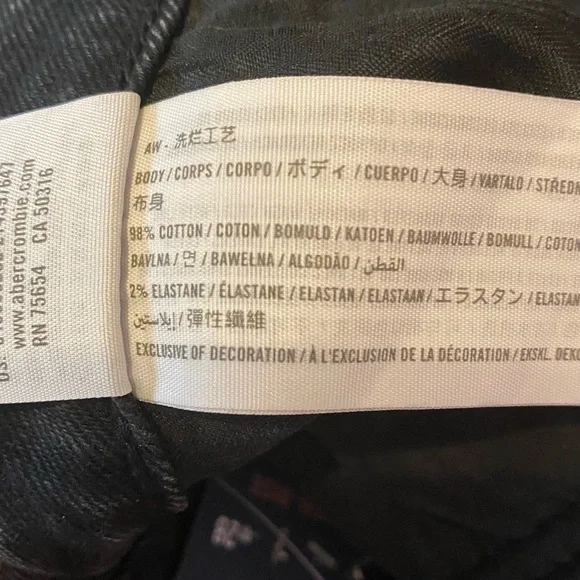 AW - 洗烂工艺
BODY / CORPS / CORPO / ボディ / CUERPO / 大身 / VARTALO / STŘEDN
布身
98% COTTON / COTON / BOMULD / KATOEN / BAUMWOLLE / BOMULL / COTON
BAVLNA / 면 / BAWEŁNA / ALGODÃO / القطن
2% ELASTANE / ÉLASTANE / ELASTAN / ELASTAAN / エラスタン / ELASTAN
إيلاستين / 彈性纖維
EXCLUSIVE OF DECORATION / À L'EXCLUSION DE LA DÉCORATION / EKSKL. DEKO
www.abercrombie.com
RN 75654 CA 50316